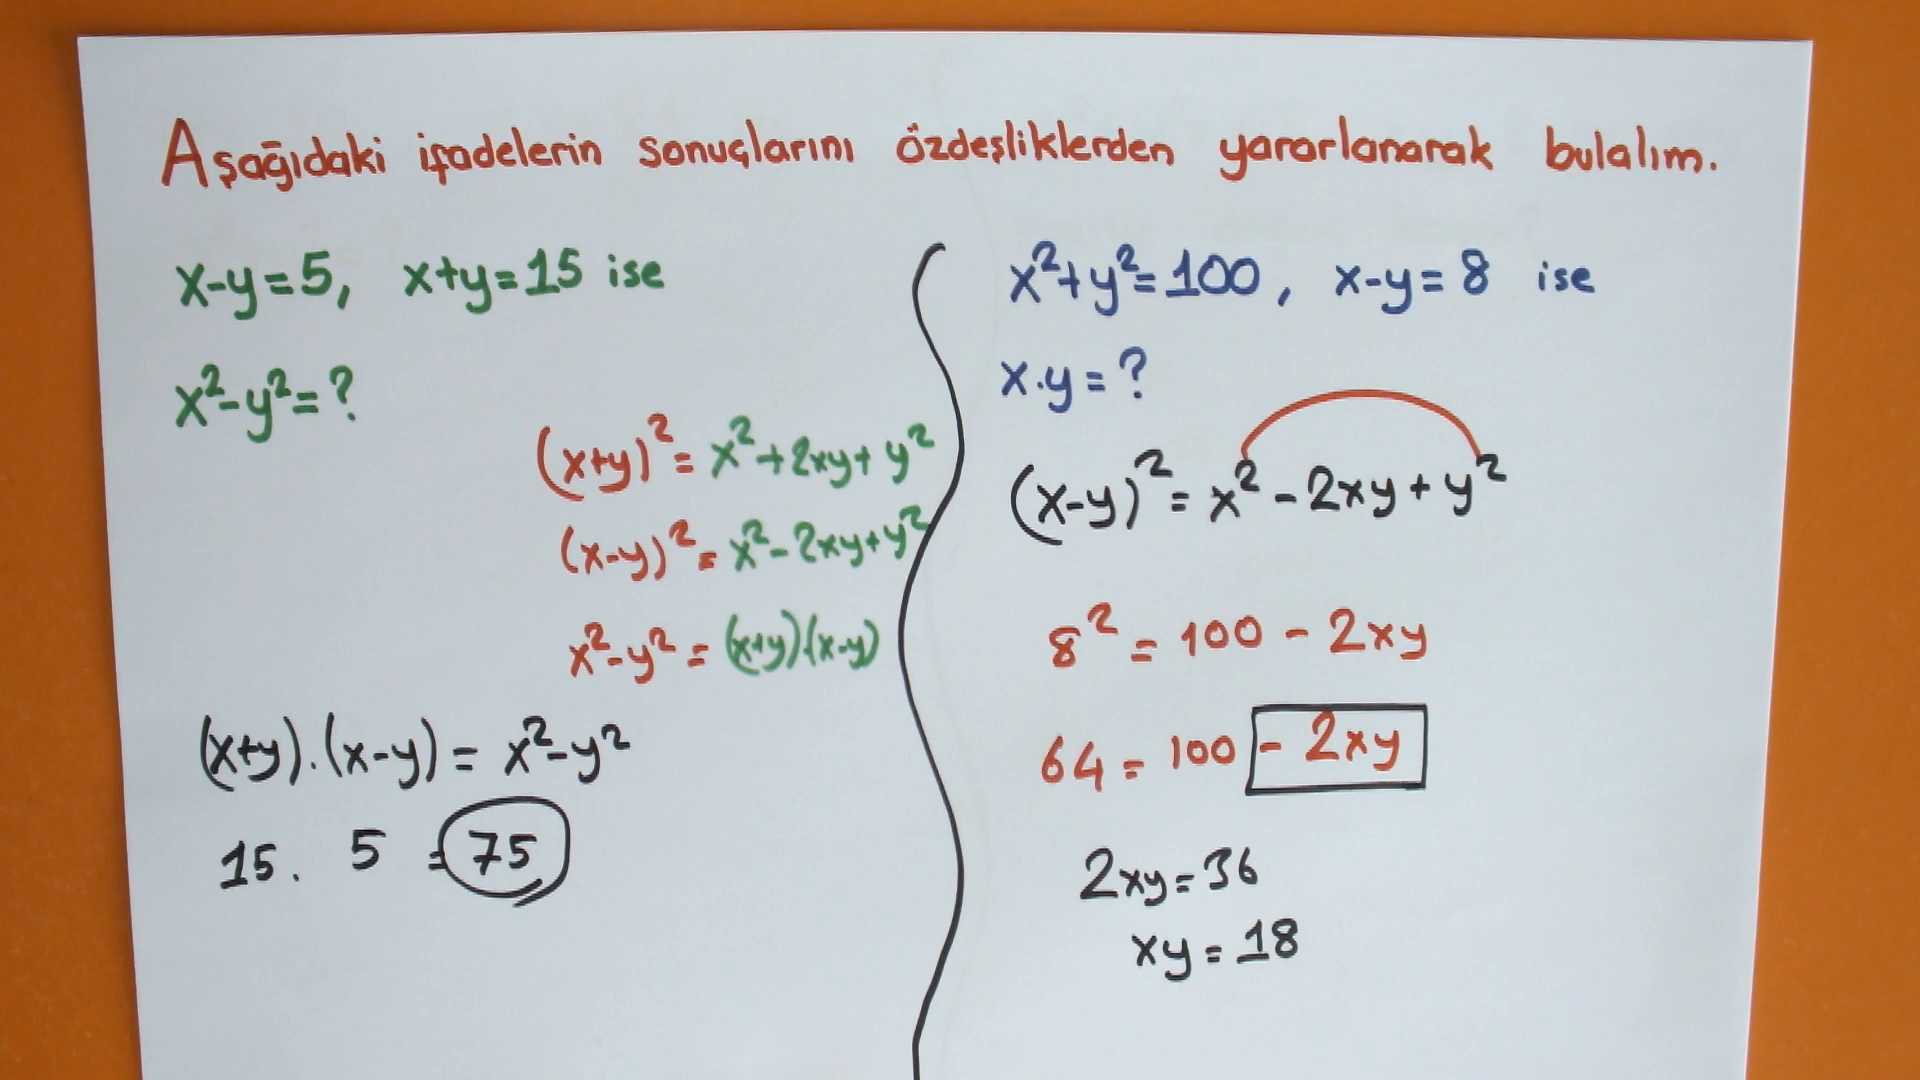 Aşağıdaki ifadelerin sonuçlarını özdeşliklerden yararlanarak bulalım.
x-y=5, x+y=15 ise
x²-y²=?
(x+y)²=x²+2xy+y²
(x-y)²=x²-2xy+y²
x²-y²=(x+y).(x-y)
(x+y).(x-y)=x²-y²
15. 5 =75
x²+y²=100, x-y=8 ise
x.y=?
(x-y)²=x²-2xy+y²
8²=100-2xy
64=100-2xy
2xy=36
xy=18